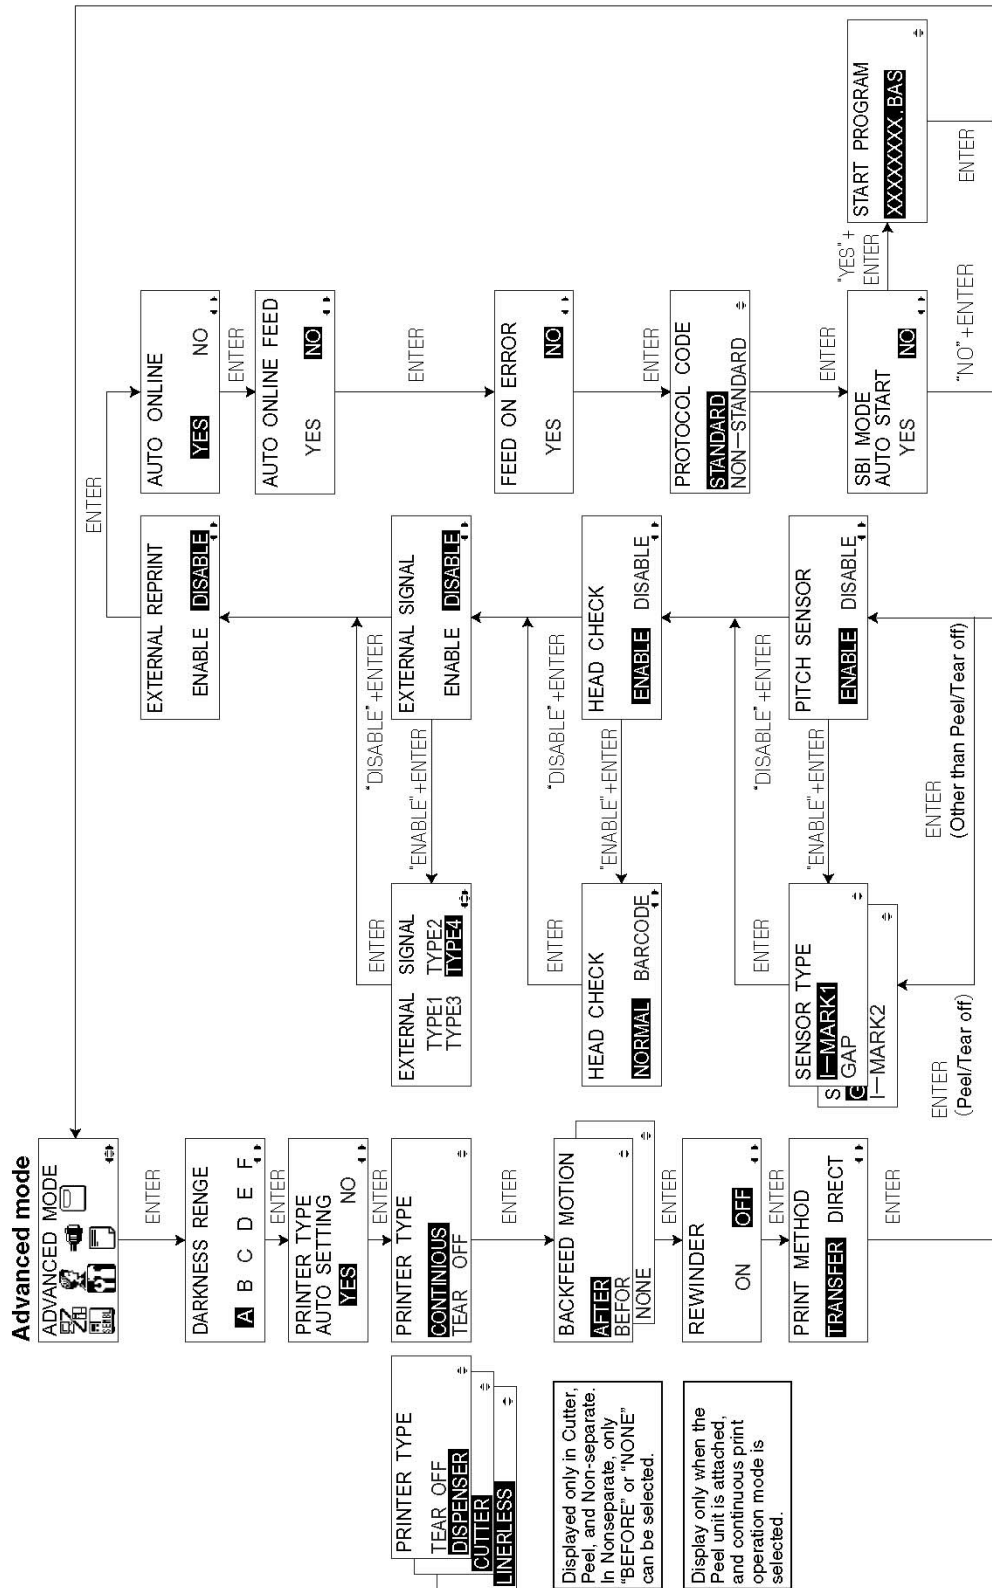 Advanced mode
ADVANCED MODE
ENTER
DARKNESS RENGE
A B C D E F
ENTER
PRINTER TYPE
AUTO SETTING
YES NO
ENTER
PRINTER TYPE
CONTINIOUS
TEAR OFF
PRINTER TYPE
TEAR OFF
DISPENSER
CUTTER
LINERLESS
ENTER
BACKFEED MOTION
AFTER
BEFOR
NONE
Displayed only in Cutter,
Peel, and Non-separate.
In Nonseparate, only
"BEFORE" or "NONE"
can be selected.
ENTER
REWINDER
ON OFF
Display only when the
Peel unit is attached,
and continuous print
operation mode is
selected.
ENTER
PRINT METHOD
TRANSFER DIRECT
ENTER
ENTER
(Peel/Tear off)
ENTER
(Other than Peel/Tear off)
SENSOR TYPE
I—MARK1
GAP
S
G
I—MARK2
PITCH SENSOR
ENABLE DISABLE
"ENABLE"+ENTER
ENTER
"DISABLE"+ENTER
HEAD CHECK
NORMAL BARCODE
HEAD CHECK
ENABLE DISABLE
"ENABLE"+ENTER
ENTER
"DISABLE"+ENTER
EXTERNAL SIGNAL
TYPE1 TYPE2
TYPE3 TYPE4
EXTERNAL SIGNAL
ENABLE DISABLE
"ENABLE"+ENTER
ENTER
"DISABLE"+ENTER
EXTERNAL REPRINT
ENABLE DISABLE
ENTER
AUTO ONLINE
YES NO
ENTER
AUTO ONLINE FEED
YES NO
ENTER
FEED ON ERROR
YES NO
ENTER
PROTOCOL CODE
STANDARD
NON—STANDARD
ENTER
SBI MODE
AUTO START
YES NO
"YES"+
ENTER
"NO"+ENTER
START PROGRAM
XXXXXXXX.BAS
ENTER